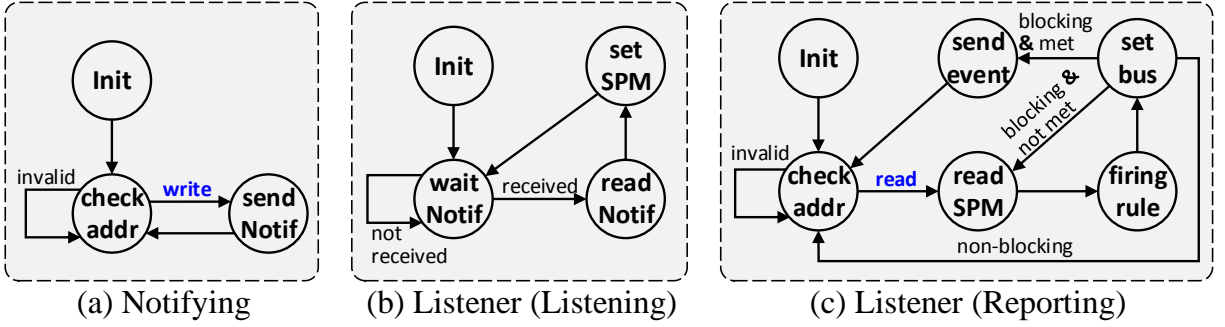 Init
invalid
check
addr
write
send
Notif
(a) Notifying
Init
set
SPM
wait
Notif
received
read
Notif
not
received
(b) Listener (Listening)
Init
send
event
blocking
& met
set
bus
blocking &
not met
invalid
check
addr
read
read
SPM
firing
rule
non-blocking
(c) Listener (Reporting)